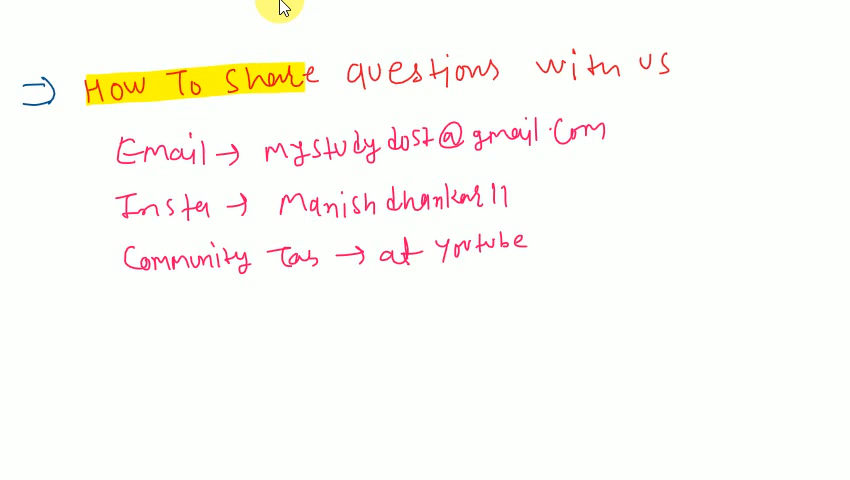 ⇒ How To Share questions with us
Email → mystudydost@gmail.com
Insta → Manishdhankar11
Community Tab → at Youtube